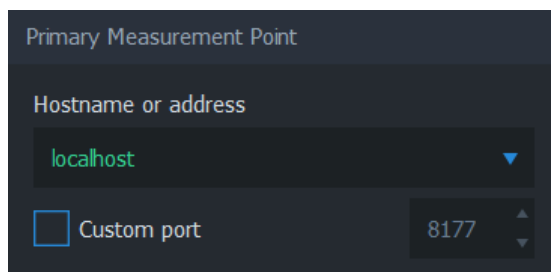 Primary Measurement Point
Hostname or address
localhost
Custom port 8177